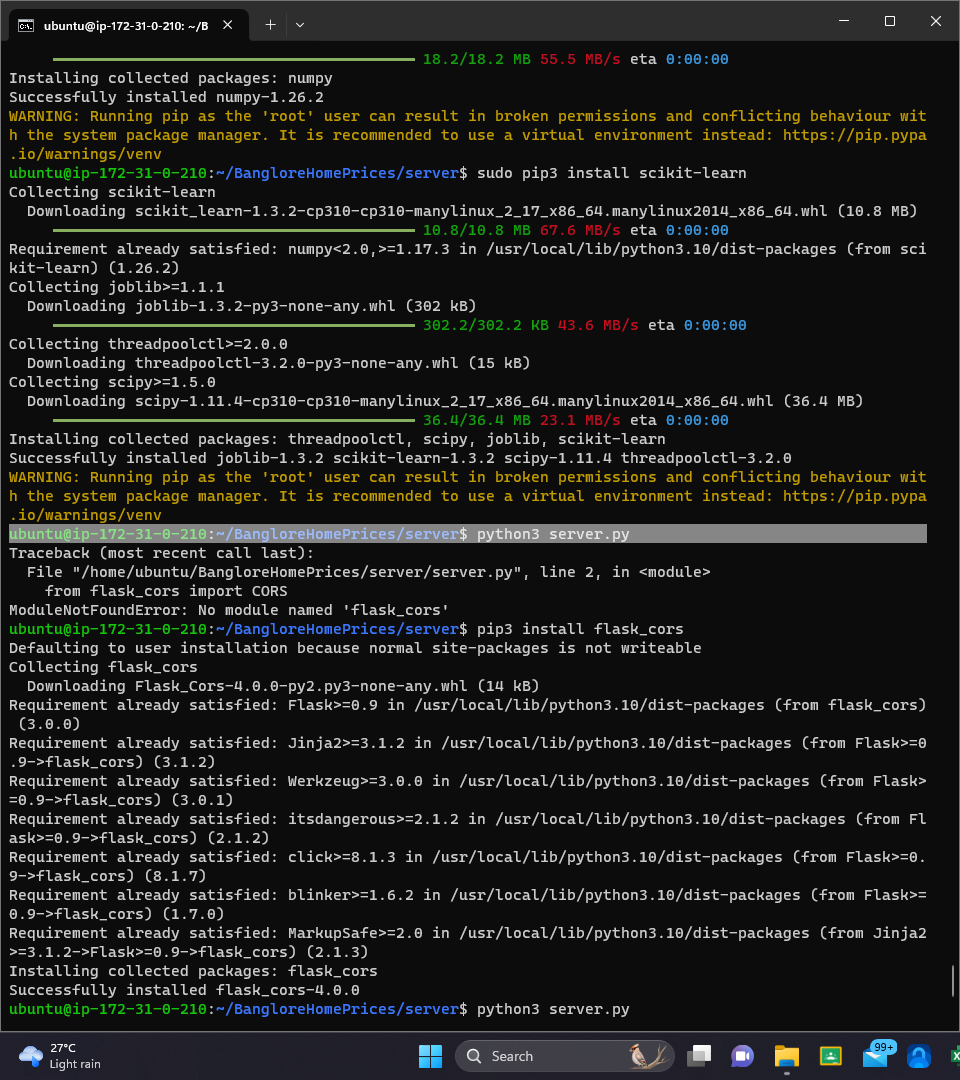 ubuntu@ip-172-31-0-210: ~/B
18.2/18.2 MB 55.5 MB/s eta 0:00:00
Installing collected packages: numpy
Successfully installed numpy-1.26.2
WARNING: Running pip as the 'root' user can result in broken permissions and conflicting behaviour wit
h the system package manager. It is recommended to use a virtual environment instead: https://pip.pypa
.io/warnings/venv
ubuntu@ip-172-31-0-210:~/BangloreHomePrices/server$ sudo pip3 install scikit-learn
Collecting scikit-learn
Downloading scikit_learn-1.3.2-cp310-cp310-manylinux_2_17_x86_64.manylinux2014_x86_64.whl (10.8 MB)
10.8/10.8 MB 67.6 MB/s eta 0:00:00
Requirement already satisfied: numpy<2.0,>=1.17.3 in /usr/local/lib/python3.10/dist-packages (from sci
kit-learn) (1.26.2)
Collecting joblib>=1.1.1
Downloading joblib-1.3.2-py3-none-any.whl (302 kB)
302.2/302.2 KB 43.6 MB/s eta 0:00:00
Collecting threadpoolctl>=2.0.0
Downloading threadpoolctl-3.2.0-py3-none-any.whl (15 kB)
Collecting scipy>=1.5.0
Downloading scipy-1.11.4-cp310-cp310-manylinux_2_17_x86_64.manylinux2014_x86_64.whl (36.4 MB)
36.4/36.4 MB 23.1 MB/s eta 0:00:00
Installing collected packages: threadpoolctl, scipy, joblib, scikit-learn
Successfully installed joblib-1.3.2 scikit-learn-1.3.2 scipy-1.11.4 threadpoolctl-3.2.0
WARNING: Running pip as the 'root' user can result in broken permissions and conflicting behaviour wit
h the system package manager. It is recommended to use a virtual environment instead: https://pip.pypa
.io/warnings/venv
ubuntu@ip-172-31-0-210:~/BangloreHomePrices/server$ python3 server.py
Traceback (most recent call last):
File "/home/ubuntu/BangloreHomePrices/server/server.py", line 2, in <module>
from flask_cors import CORS
ModuleNotFoundError: No module named 'flask_cors'
ubuntu@ip-172-31-0-210:~/BangloreHomePrices/server$ pip3 install flask_cors
Defaulting to user installation because normal site-packages is not writeable
Collecting flask_cors
Downloading Flask_Cors-4.0.0-py2.py3-none-any.whl (14 kB)
Requirement already satisfied: Flask>=0.9 in /usr/local/lib/python3.10/dist-packages (from flask_cors)
(3.0.0)
Requirement already satisfied: Jinja2>=3.1.2 in /usr/local/lib/python3.10/dist-packages (from Flask>=0
.9->flask_cors) (3.1.2)
Requirement already satisfied: Werkzeug>=3.0.0 in /usr/local/lib/python3.10/dist-packages (from Flask>
=0.9->flask_cors) (3.0.1)
Requirement already satisfied: itsdangerous>=2.1.2 in /usr/local/lib/python3.10/dist-packages (from Fl
ask>=0.9->flask_cors) (2.1.2)
Requirement already satisfied: click>=8.1.3 in /usr/local/lib/python3.10/dist-packages (from Flask>=0.
9->flask_cors) (8.1.7)
Requirement already satisfied: blinker>=1.6.2 in /usr/local/lib/python3.10/dist-packages (from Flask>=
0.9->flask_cors) (1.7.0)
Requirement already satisfied: MarkupSafe>=2.0 in /usr/local/lib/python3.10/dist-packages (from Jinja2
>=3.1.2->Flask>=0.9->flask_cors) (2.1.3)
Installing collected packages: flask_cors
Successfully installed flask_cors-4.0.0
ubuntu@ip-172-31-0-210:~/BangloreHomePrices/server$ python3 server.py
27°C
Light rain
Search
99+